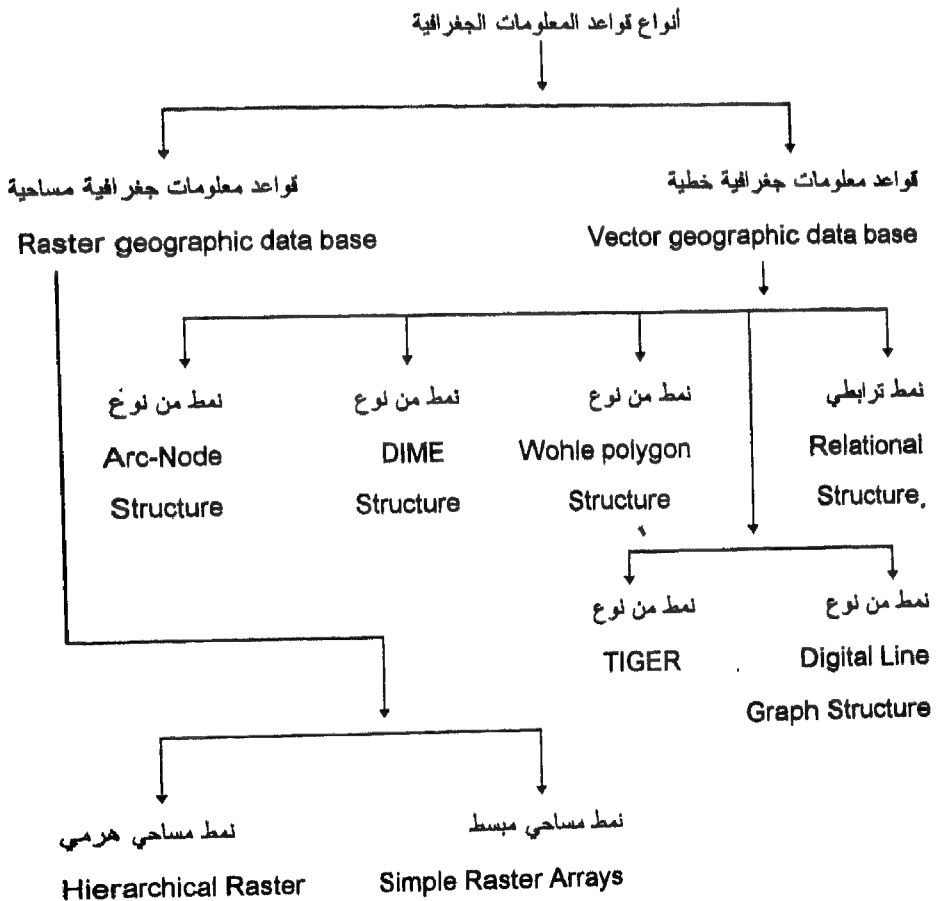 أنواع قواعد المعلومات الجغرافية
قواعد معلومات جغرافية خطية
Vector geographic data base
قواعد معلومات جغرافية مساحية
Raster geographic data base
نمط ترابطي
Relational
Structure.
نمط من نوع
Wohle polygon
Structure
نمط من نوع
DIME
Structure
نمط من نوع
Arc-Node
Structure
نمط من نوع
Digital Line
Graph Structure
نمط من نوع
TIGER
نمط مساحي مبسط
Simple Raster Arrays
نمط مساحي هرمي
Hierarchical Raster